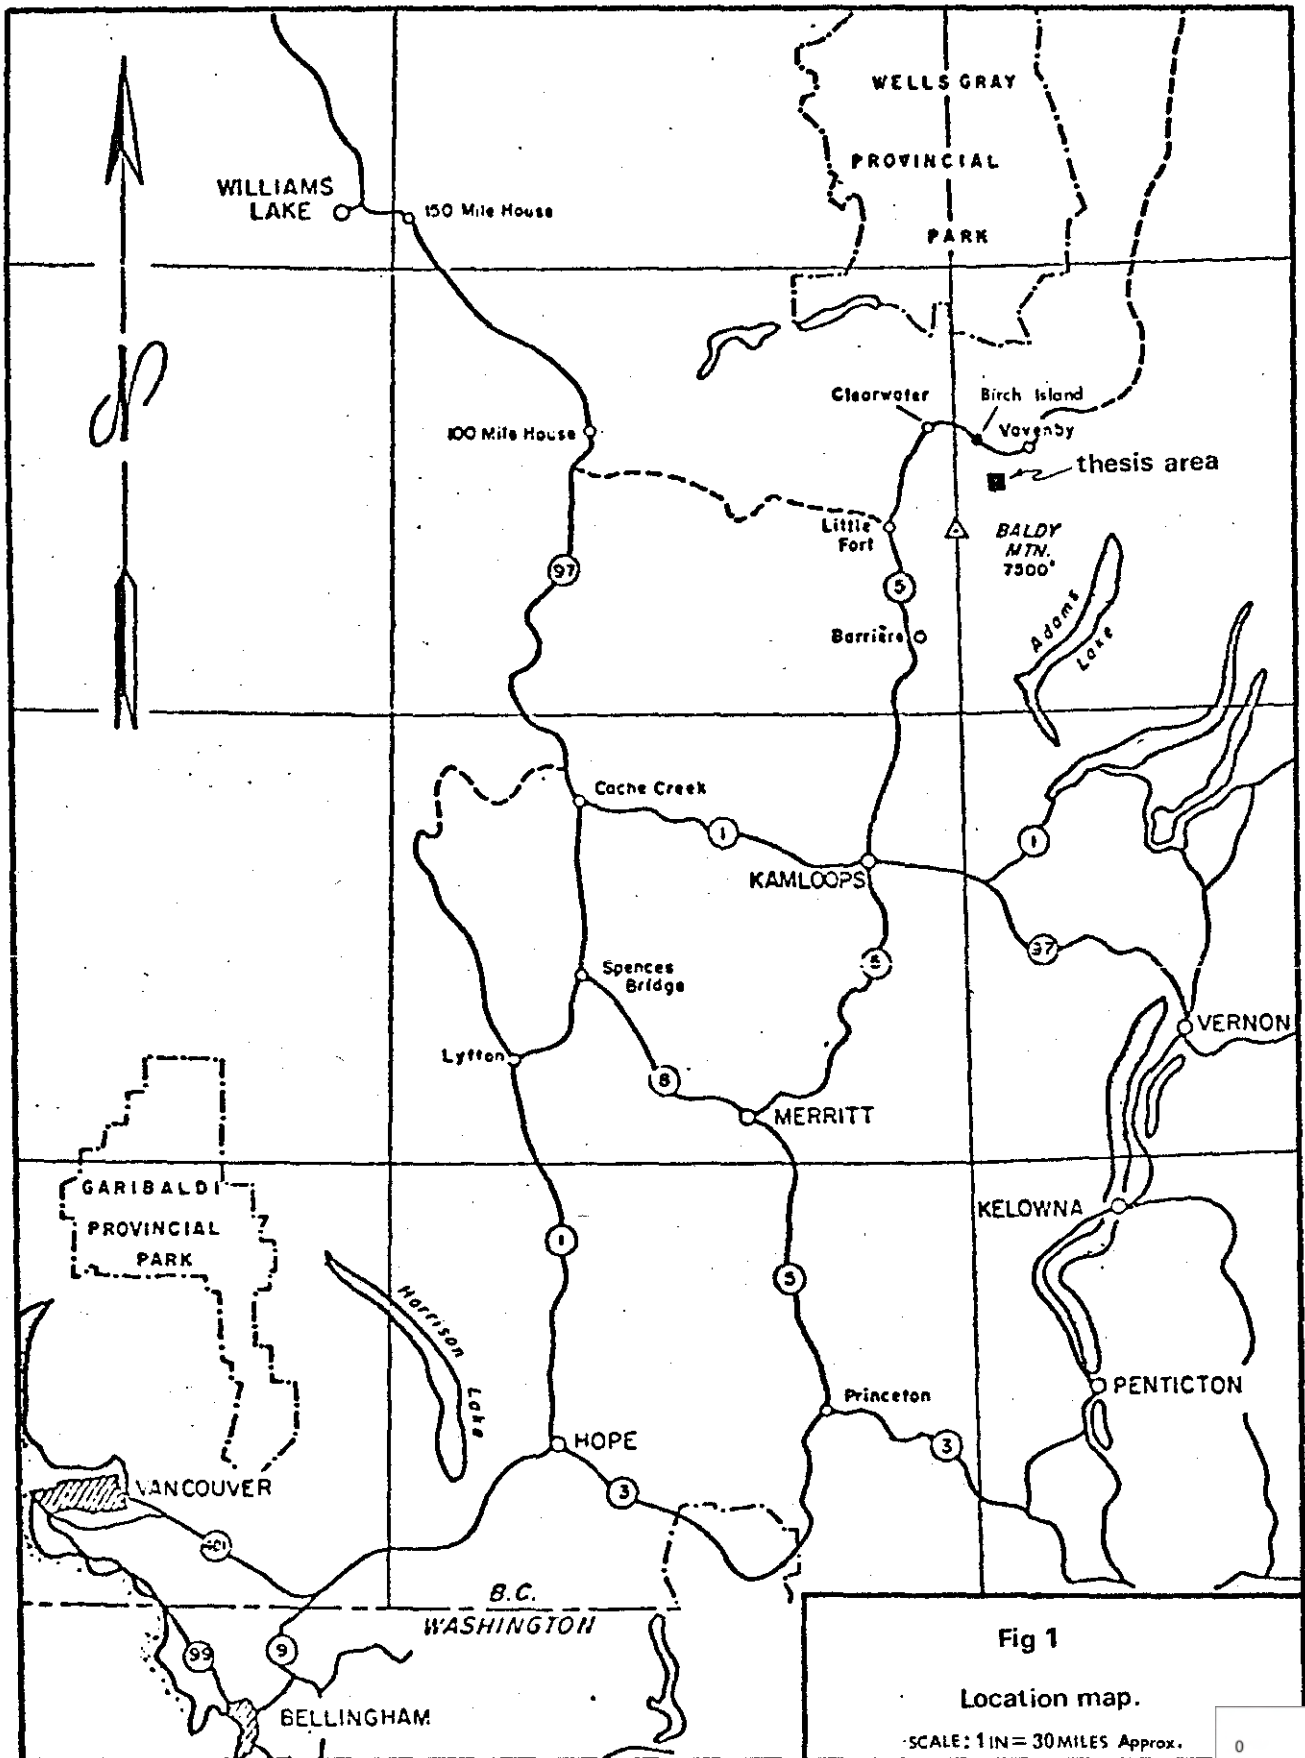 WELLS GRAY
PROVINCIAL
PARK
WILLIAMS
LAKE
150 Mile House
Clearwater
Birch Island
Vavenby
100 Mile House
thesis area
Little
Fort
BALDY
MTN.
7500'
97
5
Adams
Lake
Barrière
Cache Creek
1
1
KAMLOOPS
97
5
Spences
Bridge
VERNON
Lytton
8
MERRITT
GARIBALDI
PROVINCIAL
PARK
KELOWNA
1
5
Harrison
Lake
PENTICTON
Princeton
HOPE
3
3
VANCOUVER
401
B.C.
WASHINGTON
99
9
BELLINGHAM
Fig 1
Location map.
SCALE: 1 IN = 30 MILES Approx.
0